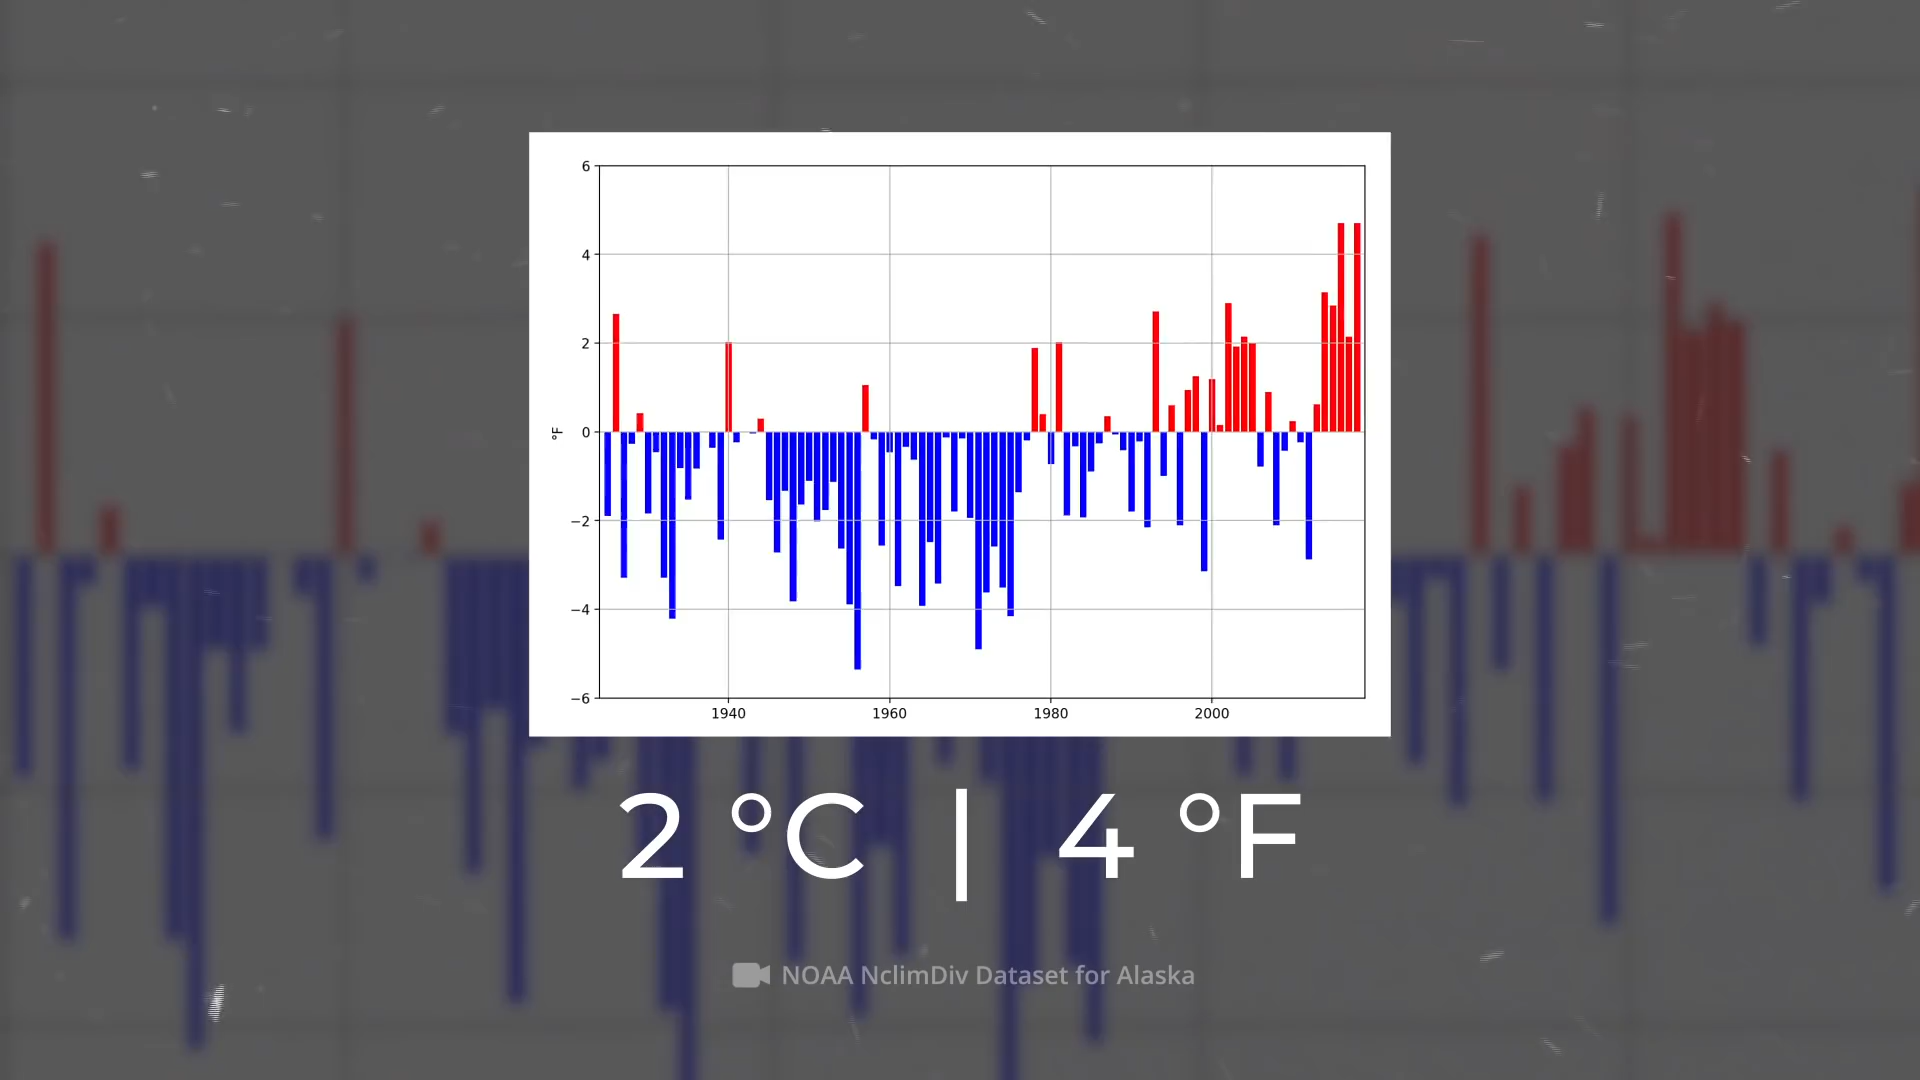 6
4
2
0
−2
−4
−6
°F
1940 1960 1980 2000
2 °C | 4 °F
NOAA NclimDiv Dataset for Alaska